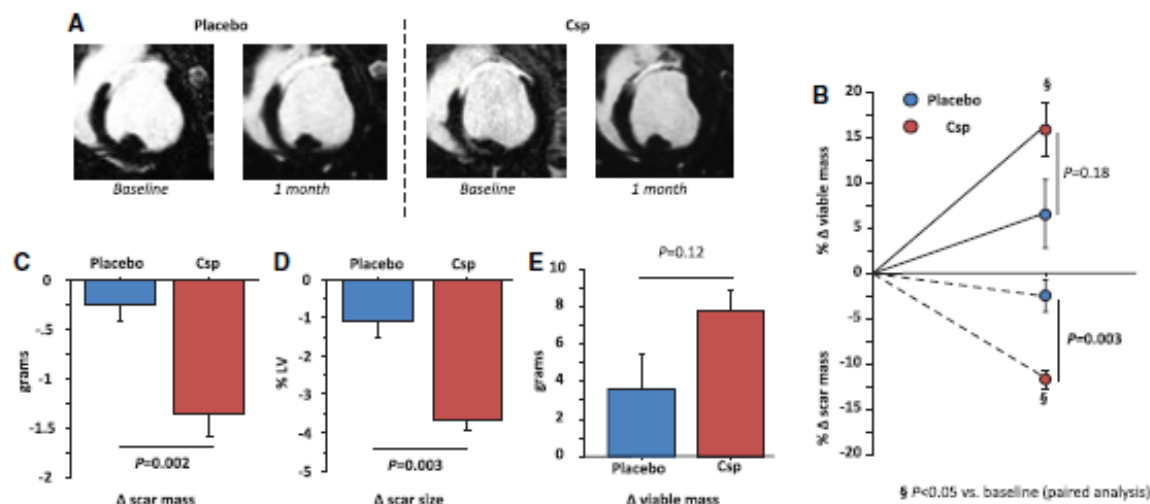 A
Placebo
Csp
Baseline
1 month
Baseline
1 month
B
20
15
10
5
0
-5
-10
-15
-20
% Δ viable mass
% Δ scar mass
Placebo
Csp
§
P=0.18
P=0.003
§
§ P<0.05 vs. baseline (paired analysis)
C
Placebo
Csp
0
-.5
-1
-1.5
-2
grams
P=0.002
Δ scar mass
D
Placebo
Csp
0
-1
-2
-3
-4
-5
% LV
P=0.003
Δ scar size
E
P=0.12
10
8
6
4
2
0
grams
Placebo
Csp
Δ viable mass